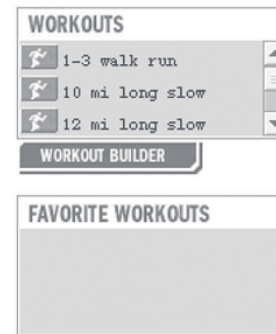 WORKOUTS
1-3 walk run
10 mi long slow
12 mi long slow
WORKOUT BUILDER
FAVORITE WORKOUTS